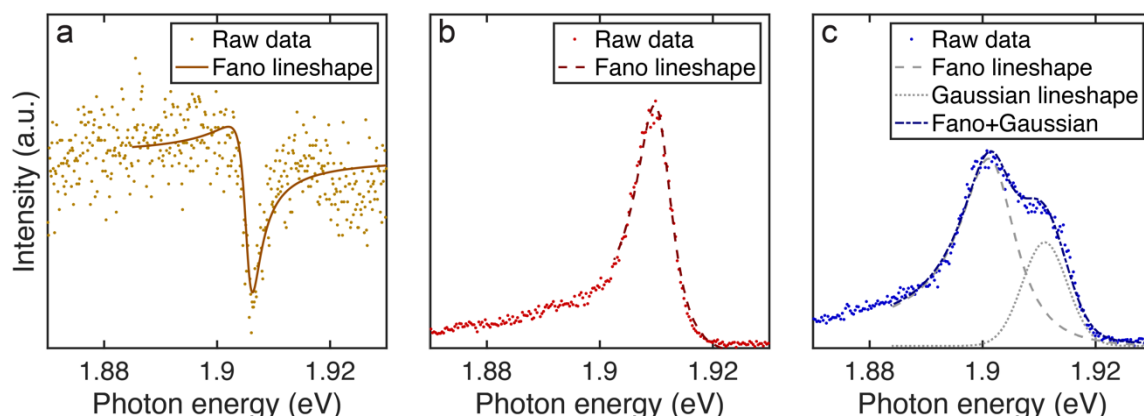 a
Raw data
Fano lineshape
b
Raw data
Fano lineshape
c
Raw data
Fano lineshape
Gaussian lineshape
Fano+Gaussian
Intensity (a.u.)
1.88 1.9 1.92
Photon energy (eV)
1.88 1.9 1.92
Photon energy (eV)
1.88 1.9 1.92
Photon energy (eV)